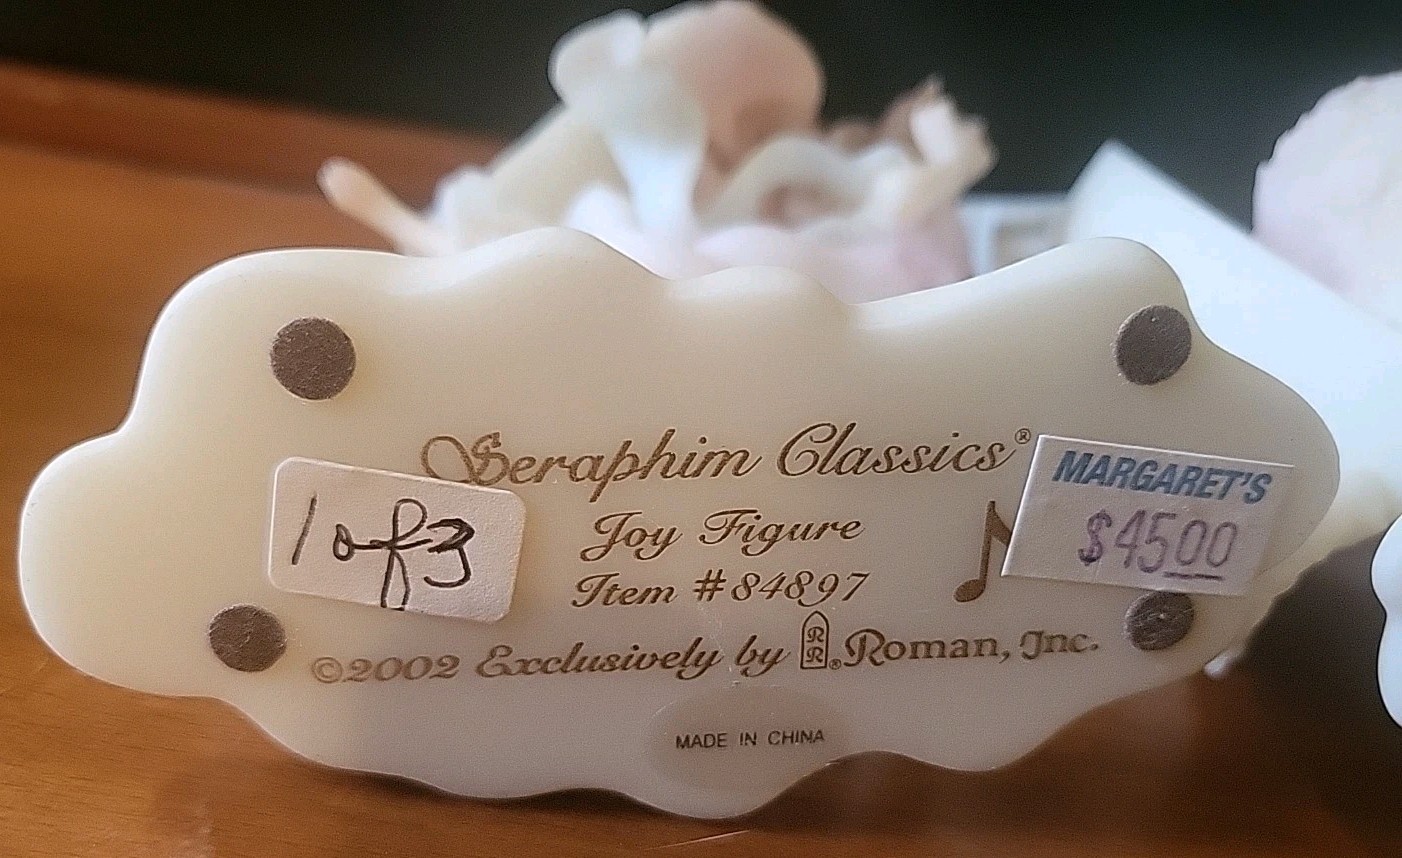 Seraphim Classics®
Joy Figure
Item #84897
©2002 Exclusively by RR® Roman, Inc.
MADE IN CHINA
1 of 3
MARGARET'S
$45.00